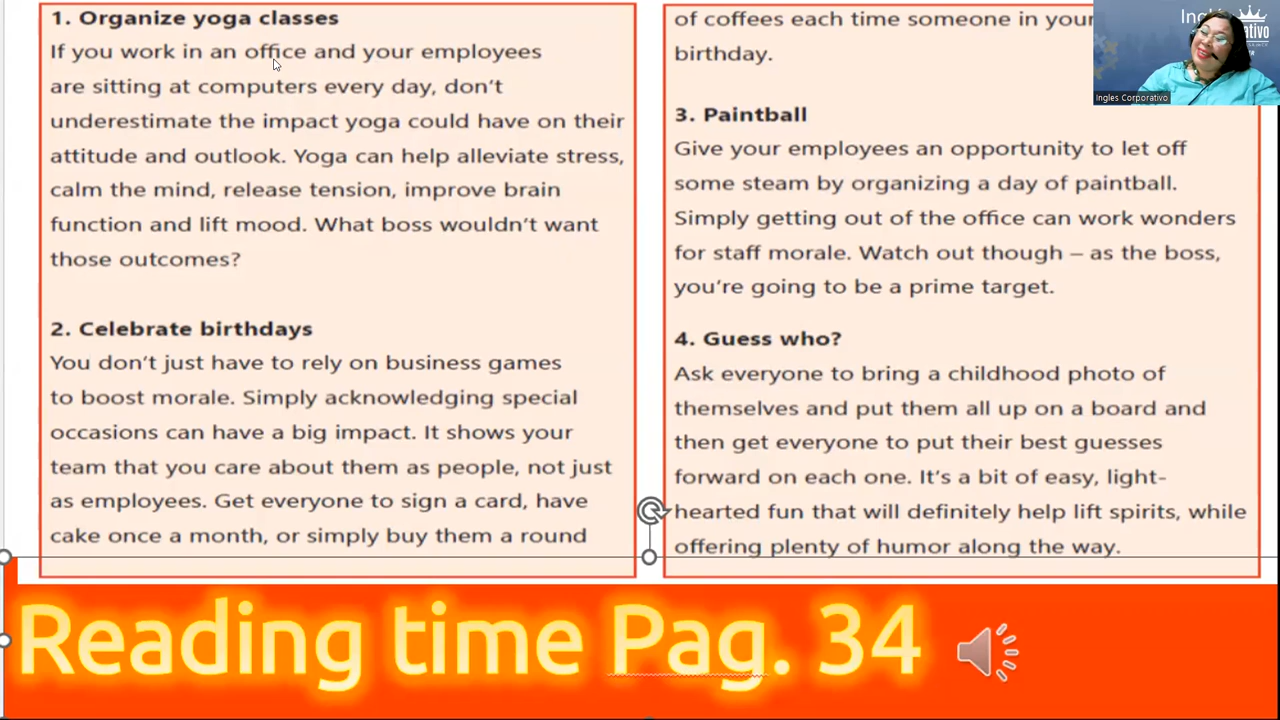 1. Organize yoga classes
If you work in an office and your employees
are sitting at computers every day, don't
underestimate the impact yoga could have on their
attitude and outlook. Yoga can help alleviate stress,
calm the mind, release tension, improve brain
function and lift mood. What boss wouldn't want
those outcomes?
2. Celebrate birthdays
You don't just have to rely on business games
to boost morale. Simply acknowledging special
occasions can have a big impact. It shows your
team that you care about them as people, not just
as employees. Get everyone to sign a card, have
cake once a month, or simply buy them a round
of coffees each time someone in your
birthday.
3. Paintball
Give your employees an opportunity to let off
some steam by organizing a day of paintball.
Simply getting out of the office can work wonders
for staff morale. Watch out though – as the boss,
you're going to be a prime target.
4. Guess who?
Ask everyone to bring a childhood photo of
themselves and put them all up on a board and
then get everyone to put their best guesses
forward on each one. It's a bit of easy, light-
hearted fun that will definitely help lift spirits, while
offering plenty of humor along the way.
Reading time Pag. 34
Ingles Corporativo